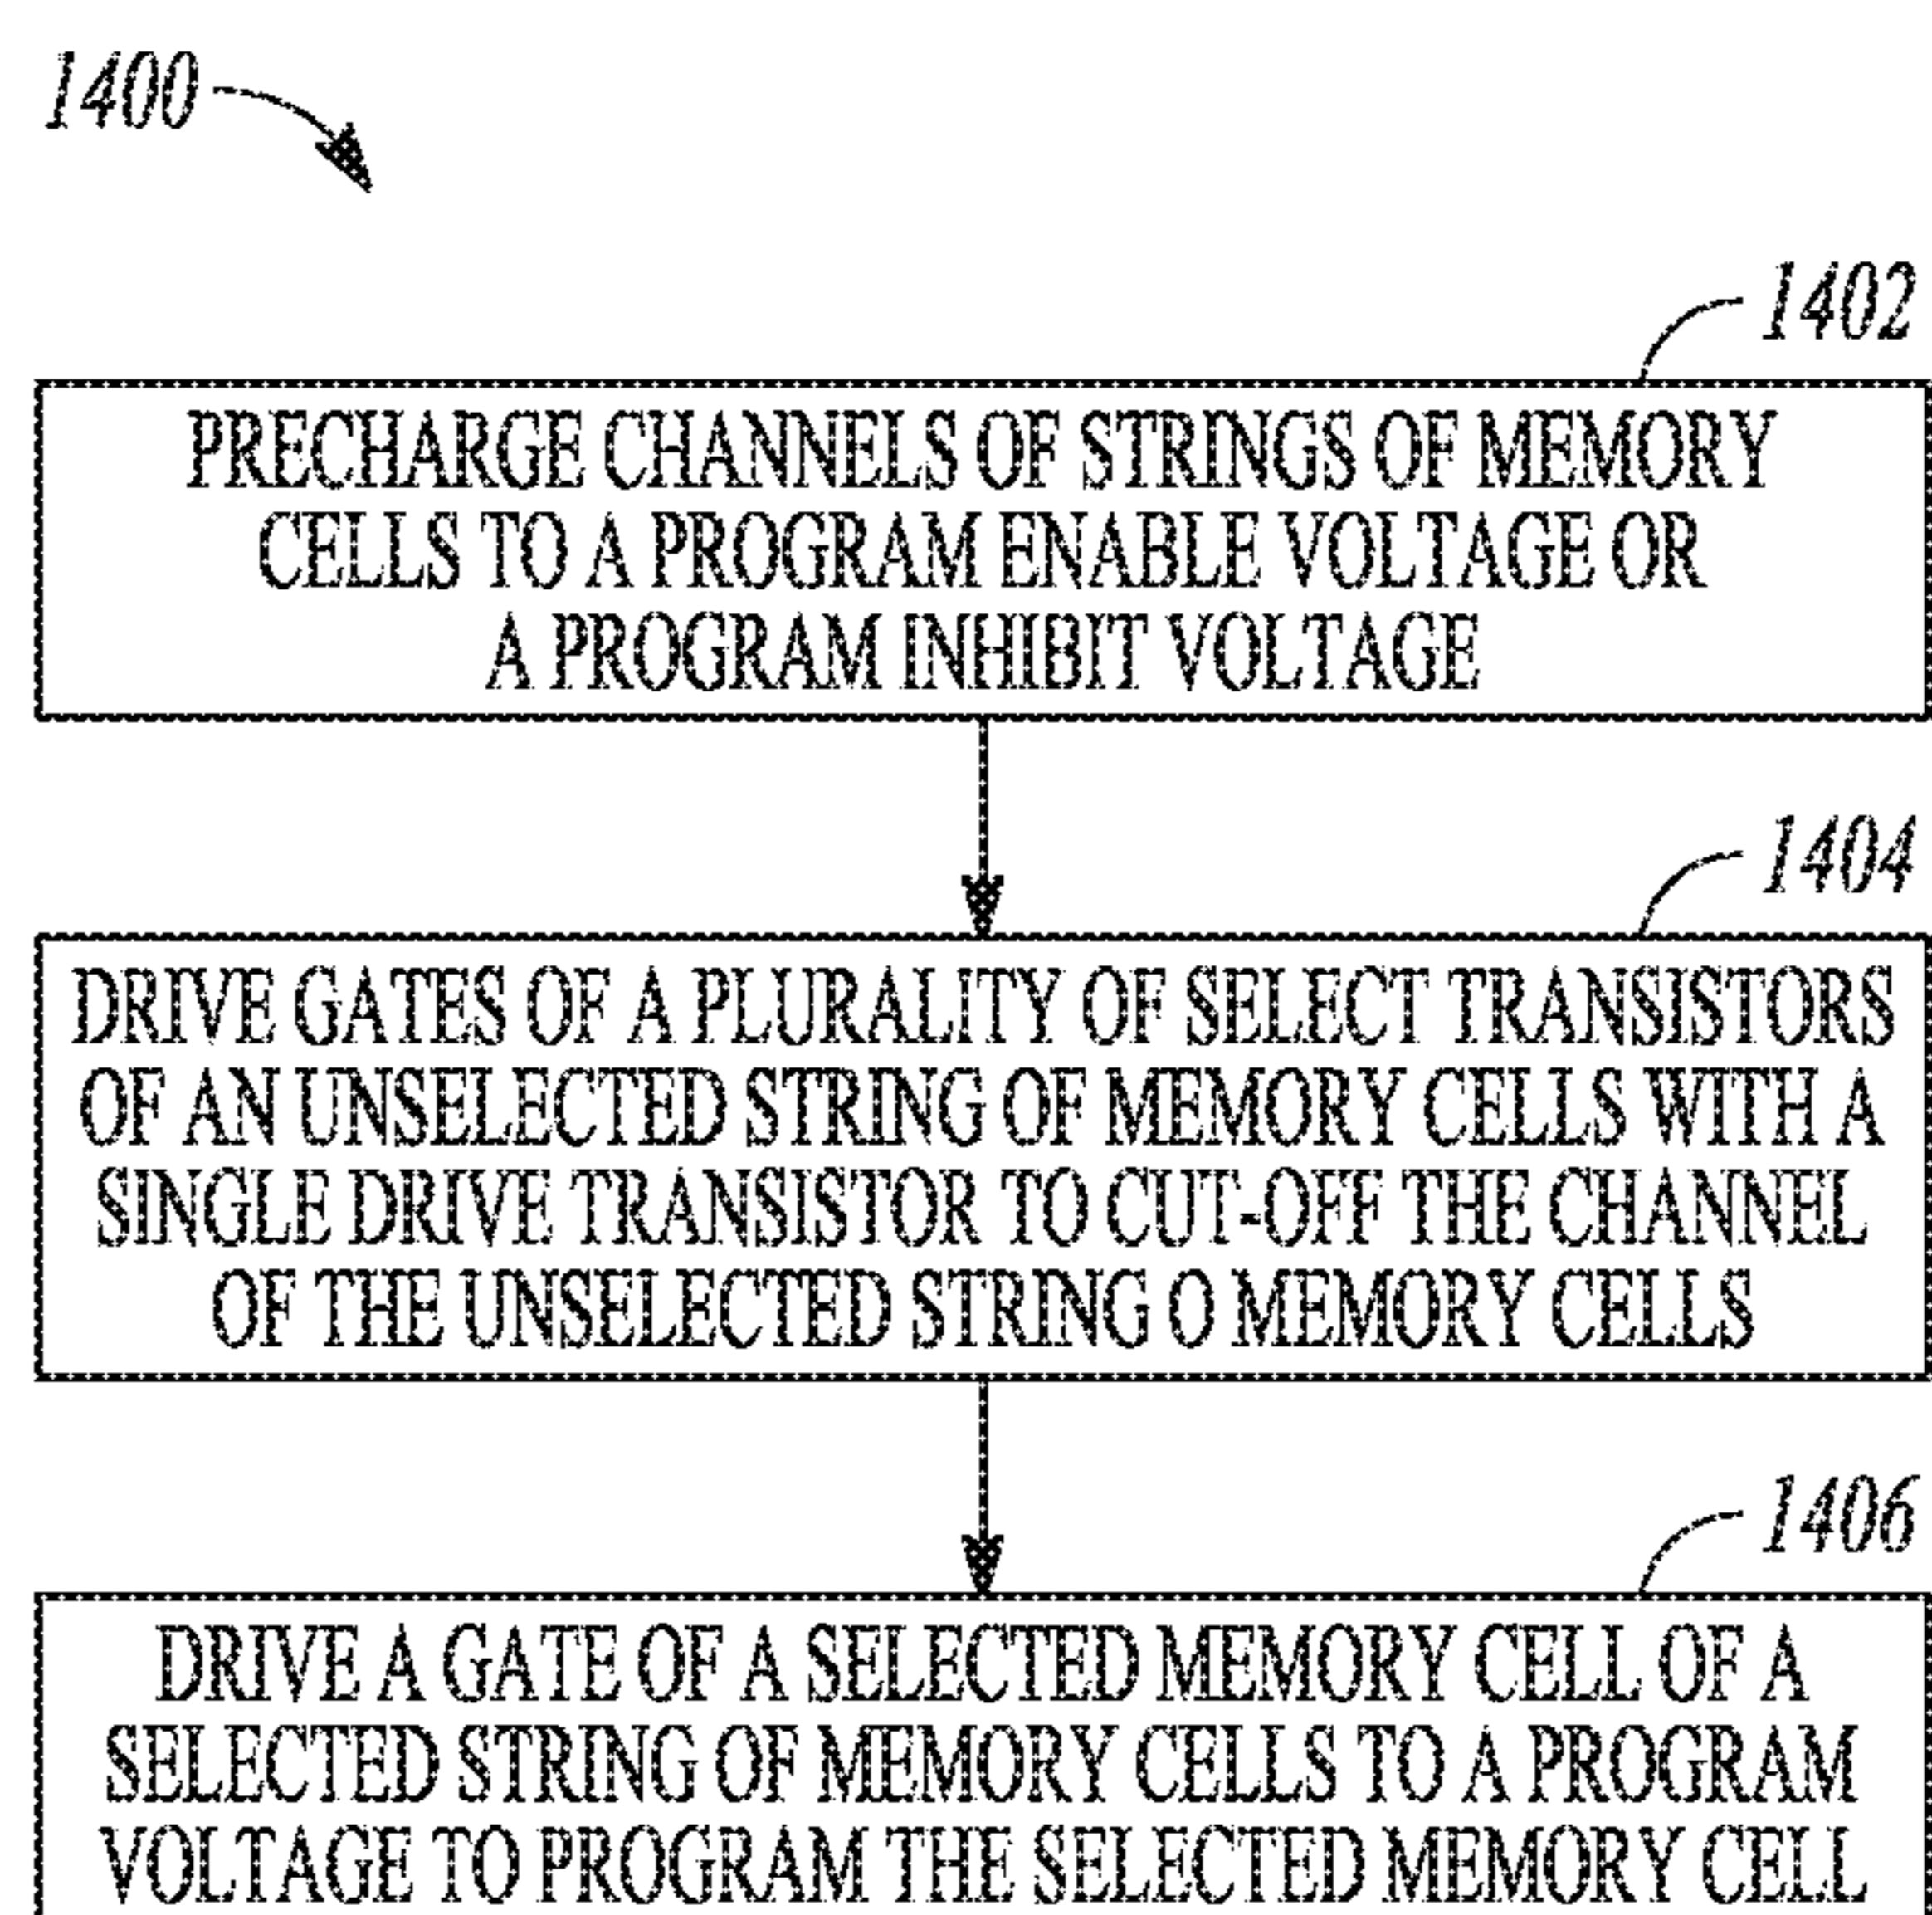 1400
1402
PRECHARGE CHANNELS OF STRINGS OF MEMORY
CELLS TO A PROGRAM ENABLE VOLTAGE OR
A PROGRAM INHIBIT VOLTAGE
1404
DRIVE GATES OF A PLURALITY OF SELECT TRANSISTORS
OF AN UNSELECTED STRING OF MEMORY CELLS WITH A
SINGLE DRIVE TRANSISTOR TO CUT-OFF THE CHANNEL
OF THE UNSELECTED STRING O MEMORY CELLS
1406
DRIVE A GATE OF A SELECTED MEMORY CELL OF A
SELECTED STRING OF MEMORY CELLS TO A PROGRAM
VOLTAGE TO PROGRAM THE SELECTED MEMORY CELL